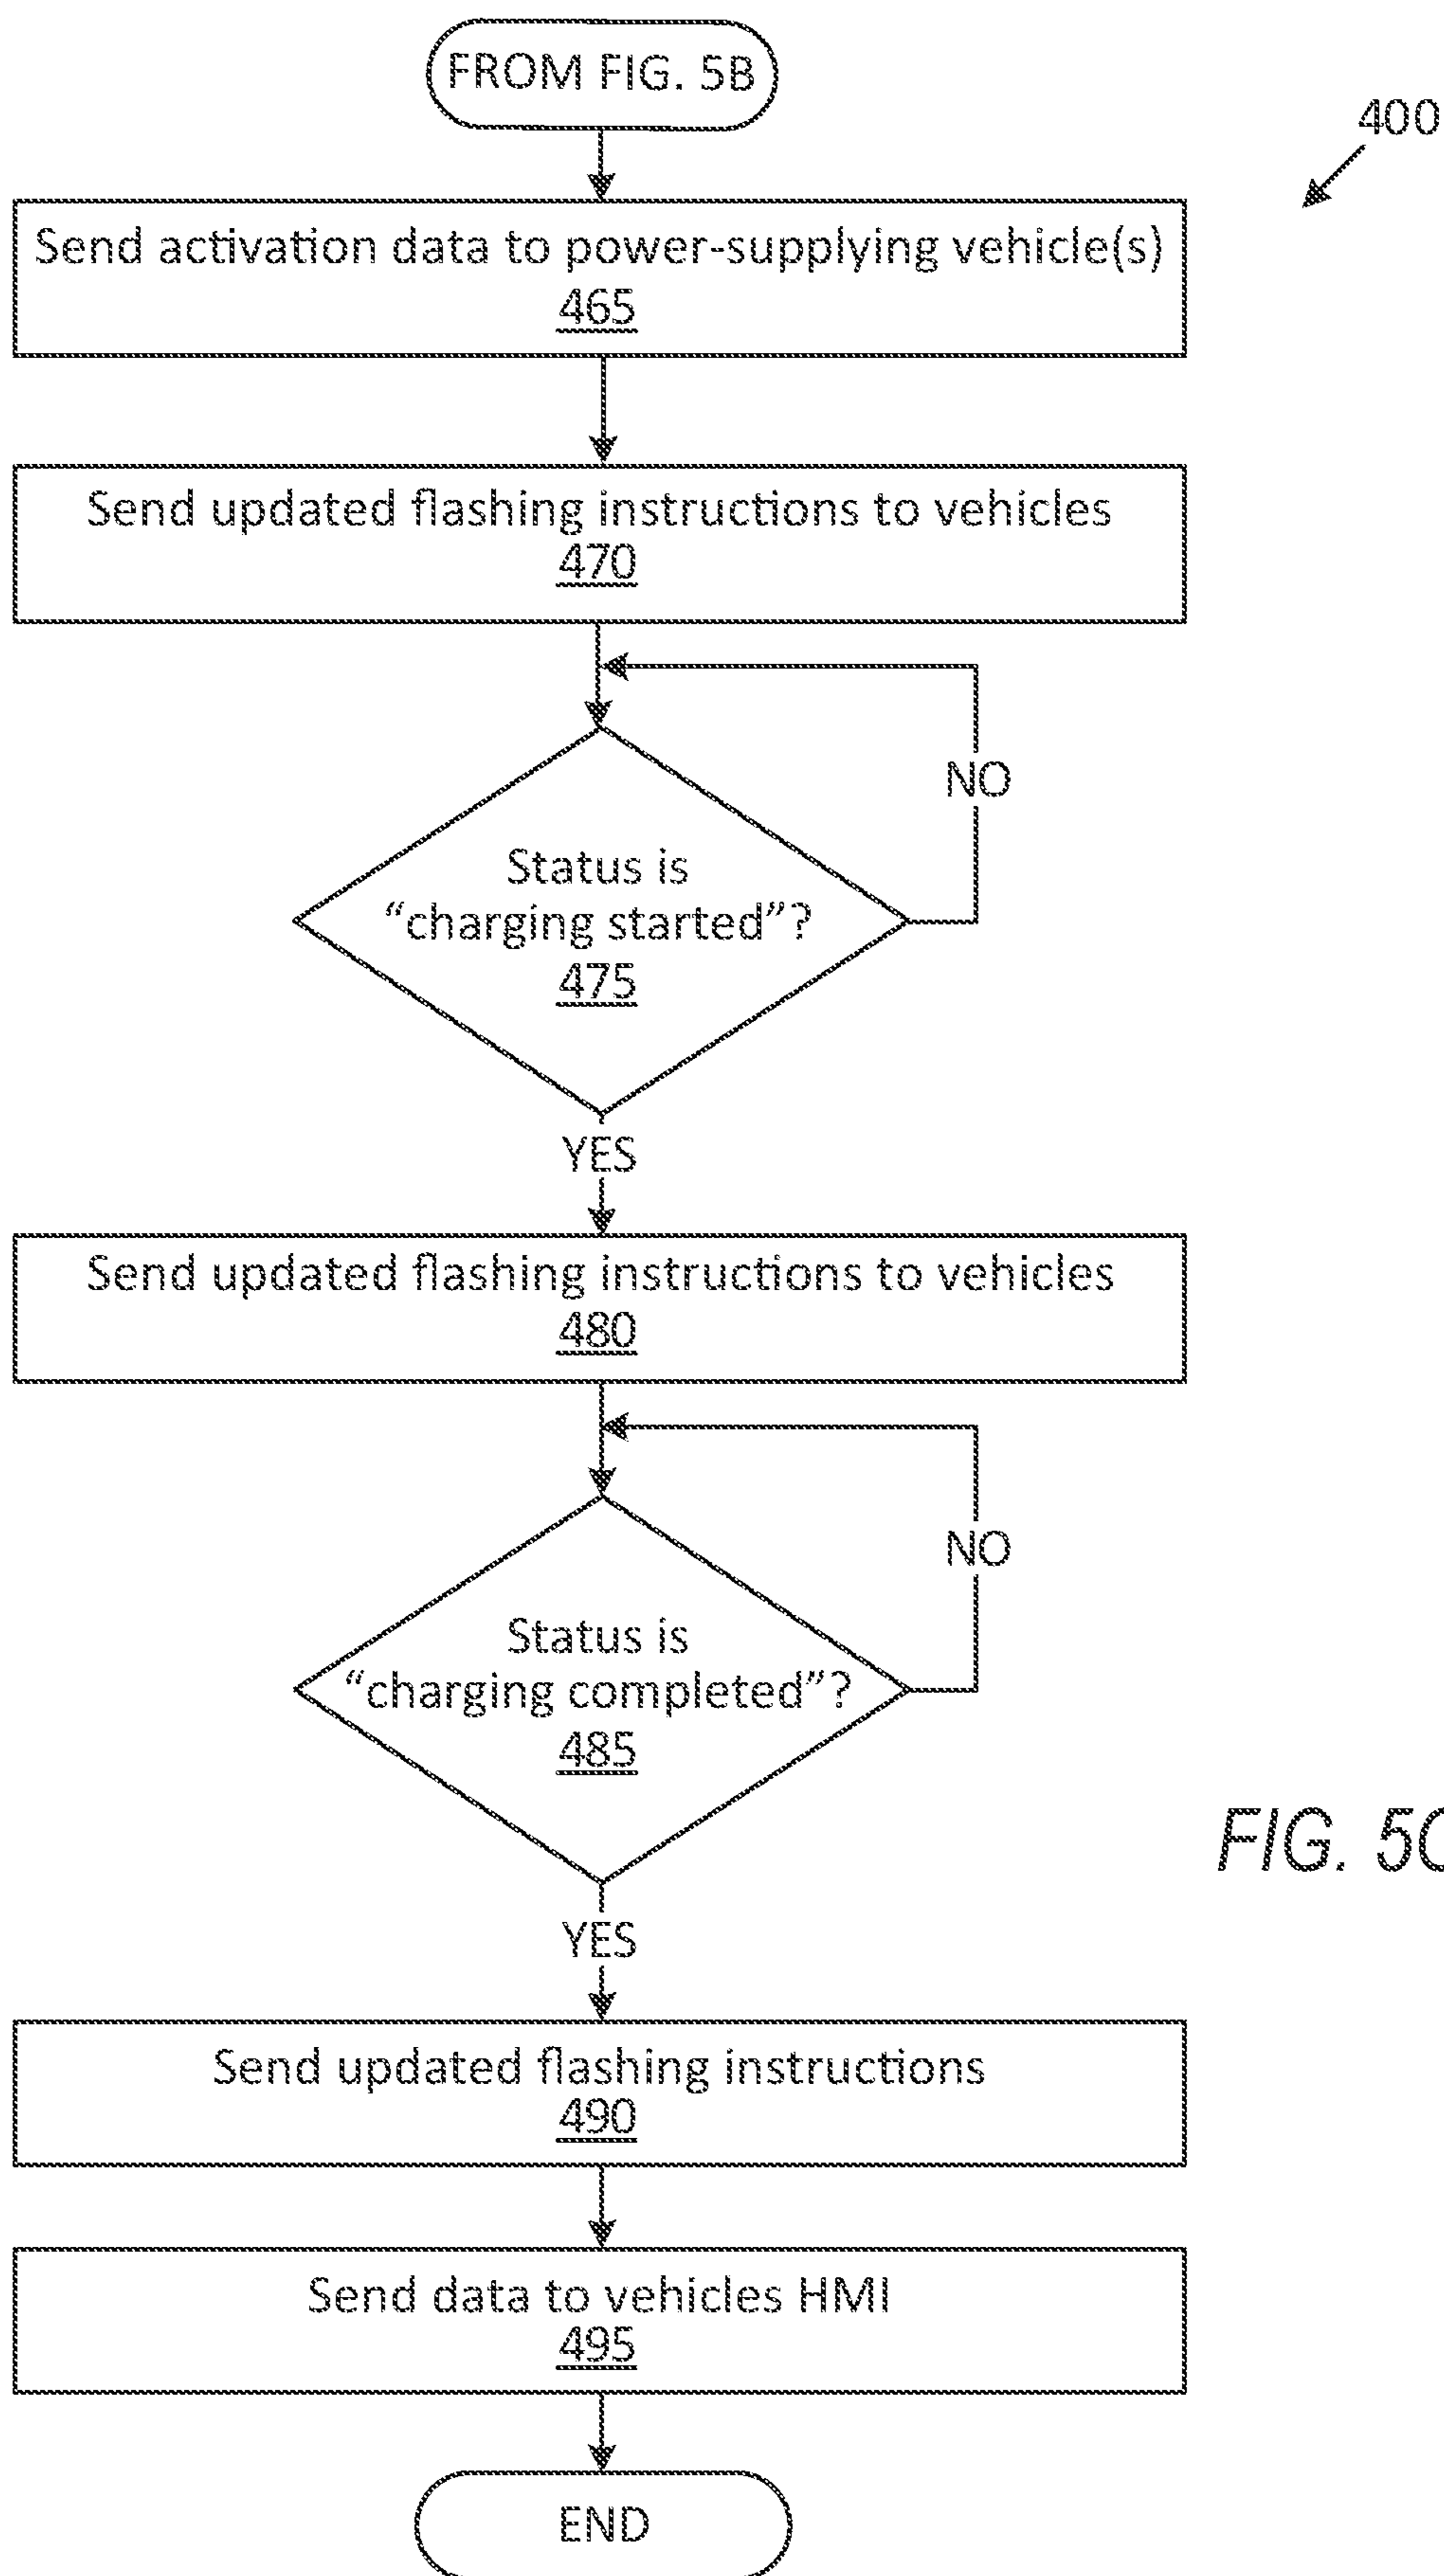 FROM FIG. 5B
400
Send activation data to power-supplying vehicle(s)
465
Send updated flashing instructions to vehicles
470
NO
Status is
“charging started”?
475
YES
Send updated flashing instructions to vehicles
480
NO
Status is
“charging completed”?
485
FIG. 5C
YES
Send updated flashing instructions
490
Send data to vehicles HMI
495
END